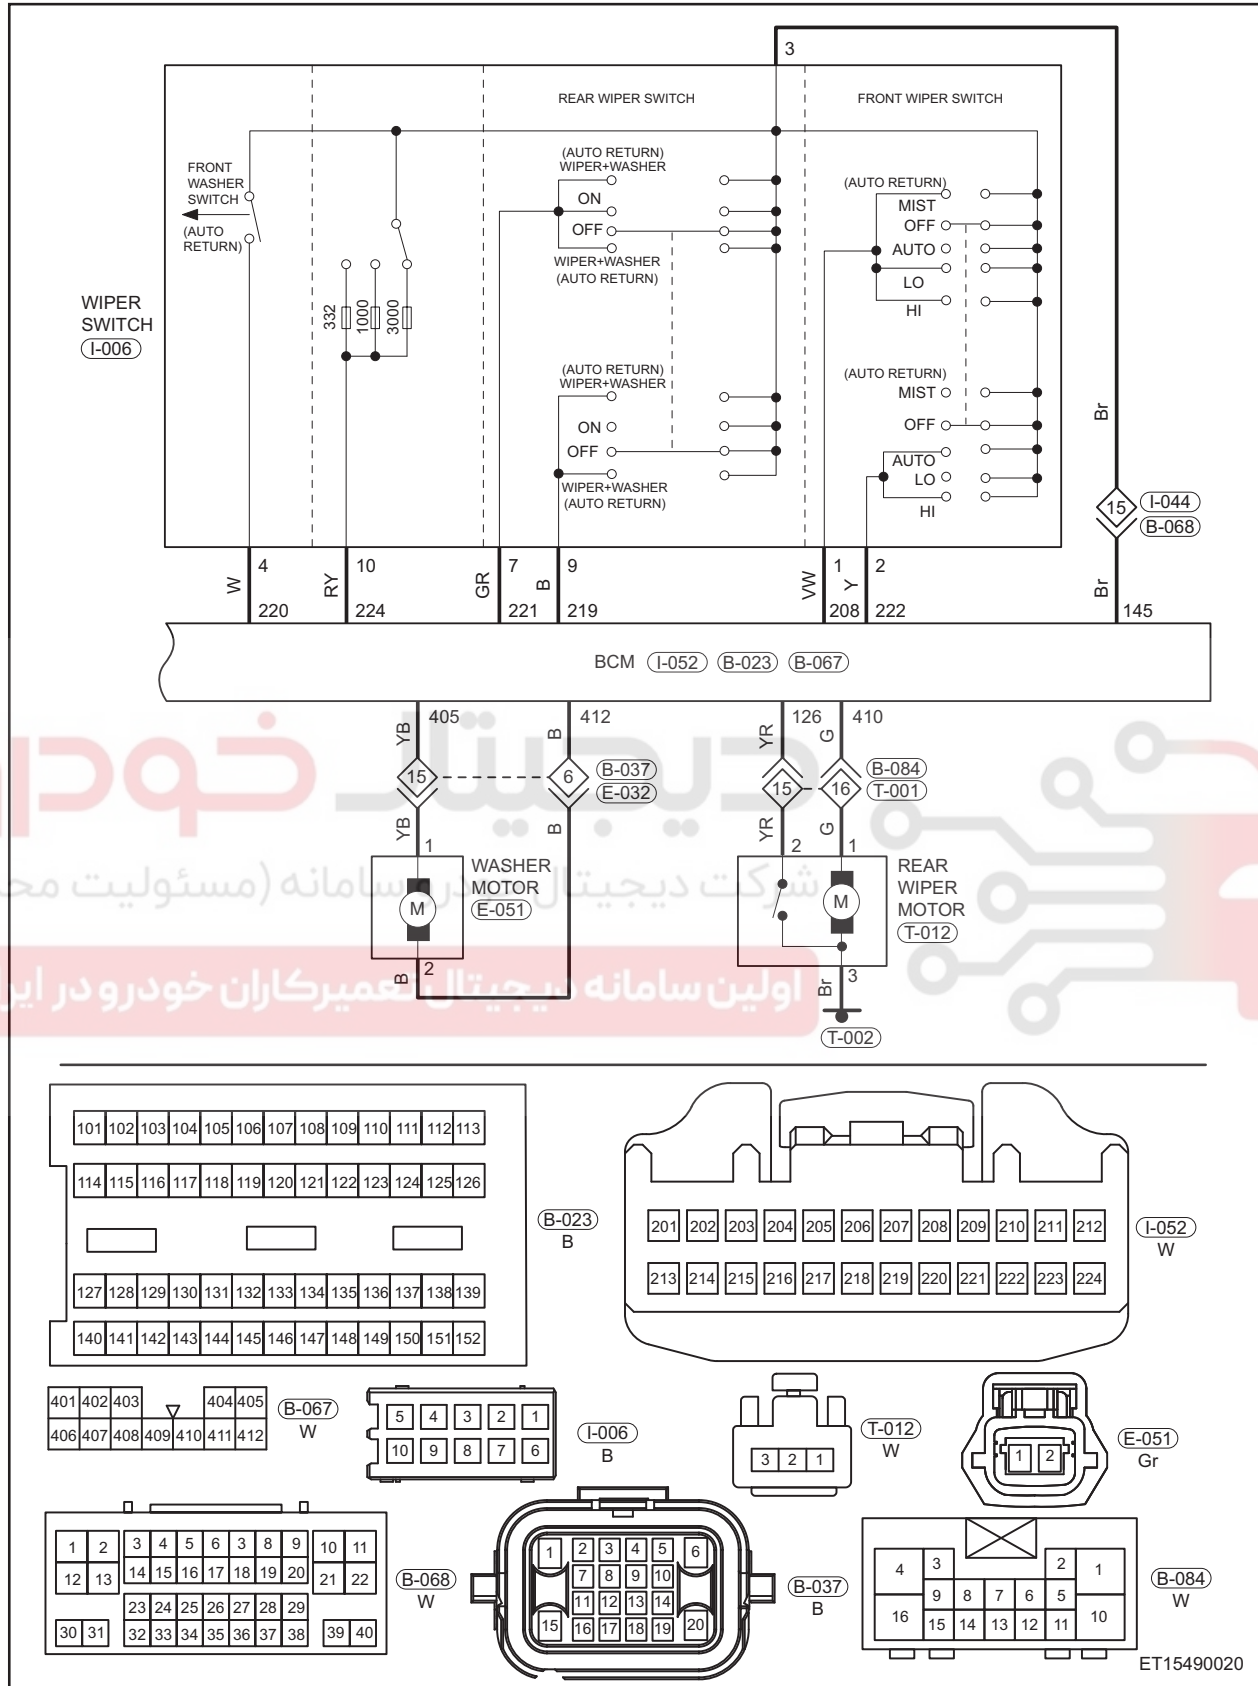 3
REAR WIPER SWITCH
FRONT WIPER SWITCH
FRONT
WASHER
SWITCH
(AUTO
RETURN)
(AUTO RETURN)
WIPER+WASHER
ON
OFF
WIPER+WASHER
(AUTO RETURN)
(AUTO RETURN)
MIST
OFF
AUTO
LO
HI
WIPER
SWITCH
I-006
332
1000
3000
(AUTO RETURN)
WIPER+WASHER
ON
OFF
WIPER+WASHER
(AUTO RETURN)
(AUTO RETURN)
MIST
OFF
AUTO
LO
HI
Br
15
I-044
B-068
W 4
RY 10
GR 7
B 9
VW 1
Y 2
Br
220 224 221 219 208 222 145
BCM I-052 B-023 B-067
YB 405
B 412
YR 126
G 410
15 6
B-037
E-032
15 16
B-084
T-001
YB B YR G
1 2 1
WASHER
MOTOR
E-051
M
REAR
WIPER
MOTOR
T-012
M
B 2
Br 3
T-002
دیجیتال خودرو
شرکت دیجیتال خودرو سامانه (مسئولیت مح
اولین سامانه دیجیتال تعمیرکاران خودرو در ایر
101 102 103 104 105 106 107 108 109 110 111 112 113
114 115 116 117 118 119 120 121 122 123 124 125 126
127 128 129 130 131 132 133 134 135 136 137 138 139
140 141 142 143 144 145 146 147 148 149 150 151 152
B-023
B
201 202 203 204 205 206 207 208 209 210 211 212
213 214 215 216 217 218 219 220 221 222 223 224
I-052
W
401 402 403 404 405
406 407 408 409 410 411 412
B-067
W
5 4 3 2 1
10 9 8 7 6
I-006
B
3 2 1
T-012
W
1 2
E-051
Gr
1 2 3 4 5 6 3 8 9 10 11
12 13 14 15 16 17 18 19 20 21 22
23 24 25 26 27 28 29
30 31 32 33 34 35 36 37 38 39 40
B-068
W
1 2 3 4 5 6
7 8 9 10
11 12 13 14
15 16 17 18 19 20
B-037
B
4 3 2 1
9 8 7 6 5
16 15 14 13 12 11 10
B-084
W
ET15490020